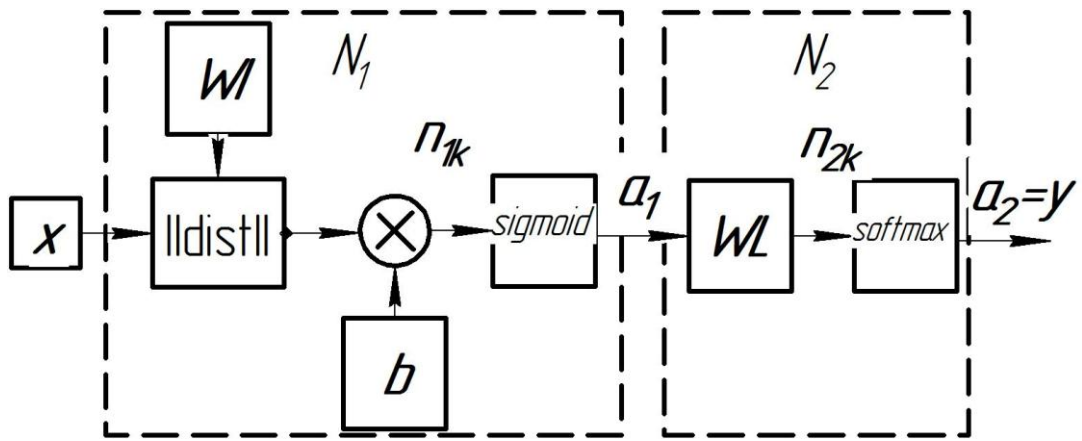 N₁
N₂
WI
n₁ₖ
n₂ₖ
x
||dist||
sigmoid
a₁
WL
softmax
a₂=y
b